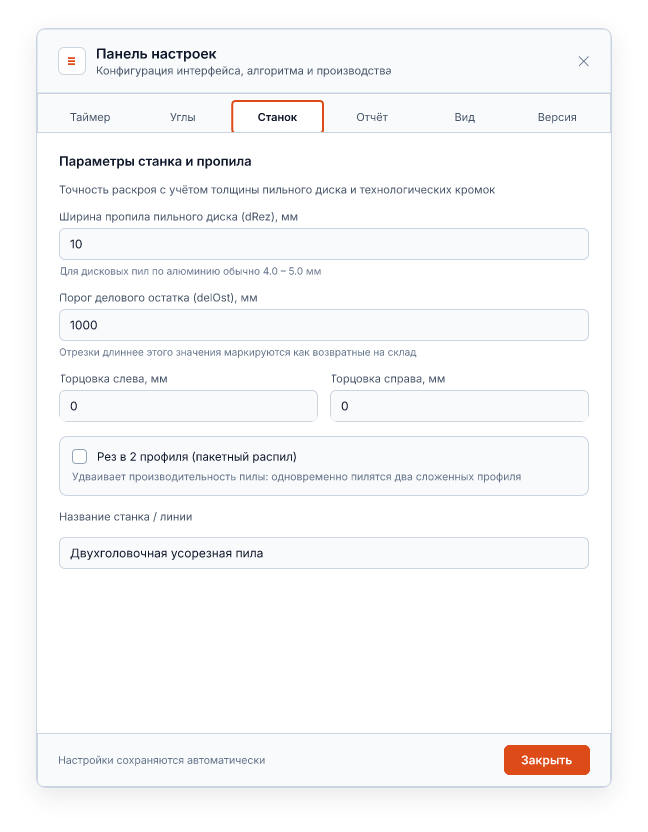 Панель настроек
Конфигурация интерфейса, алгоритма и производства
Таймер
Углы
Станок
Отчёт
Вид
Версия
Параметры станка и пропила
Точность раскроя с учётом толщины пильного диска и технологических кромок
Ширина пропила пильного диска (dRez), мм
10
Для дисковых пил по алюминию обычно 4.0 – 5.0 мм
Порог делового остатка (delOst), мм
1000
Отрезки длиннее этого значения маркируются как возвратные на склад
Торцовка слева, мм
Торцовка справа, мм
0
0
Рез в 2 профиля (пакетный распил)
Удваивает производительность пилы: одновременно пилятся два сложенных профиля
Название станка / линии
Двухголовочная усорезная пила
Настройки сохраняются автоматически
Закрыть